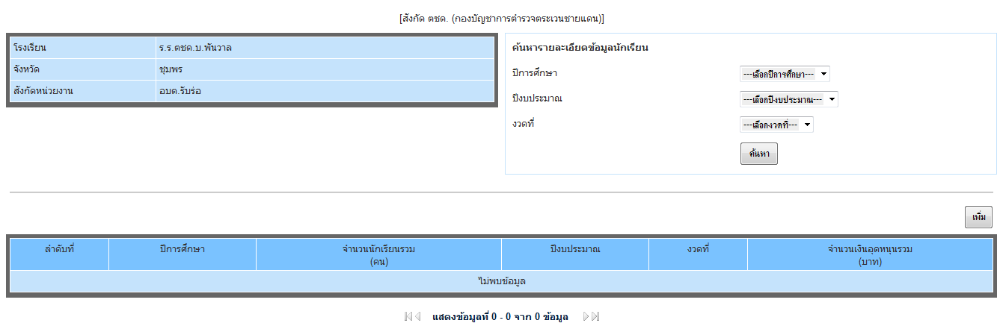 [สังกัด ตชด. (กองบัญชาการตำรวจตระเวนชายแดน)]
โรงเรียน ร.ร.ตชด.บ.พันวาล
จังหวัด ชุมพร
สังกัดหน่วยงาน อบต.รับร่อ
ค้นหารายละเอียดข้อมูลนักเรียน
ปีการศึกษา ---เลือกปีการศึกษา---
ปีงบประมาณ ---เลือกปีงบประมาณ---
งวดที่ ---เลือกงวดที่---
ค้นหา
เพิ่ม
ลำดับที่ ปีการศึกษา จำนวนนักเรียนรวม ปีงบประมาณ งวดที่ จำนวนเงินอุดหนุนรวม
(คน) (บาท)
ไม่พบข้อมูล
แสดงข้อมูลที่ 0 - 0 จาก 0 ข้อมูล